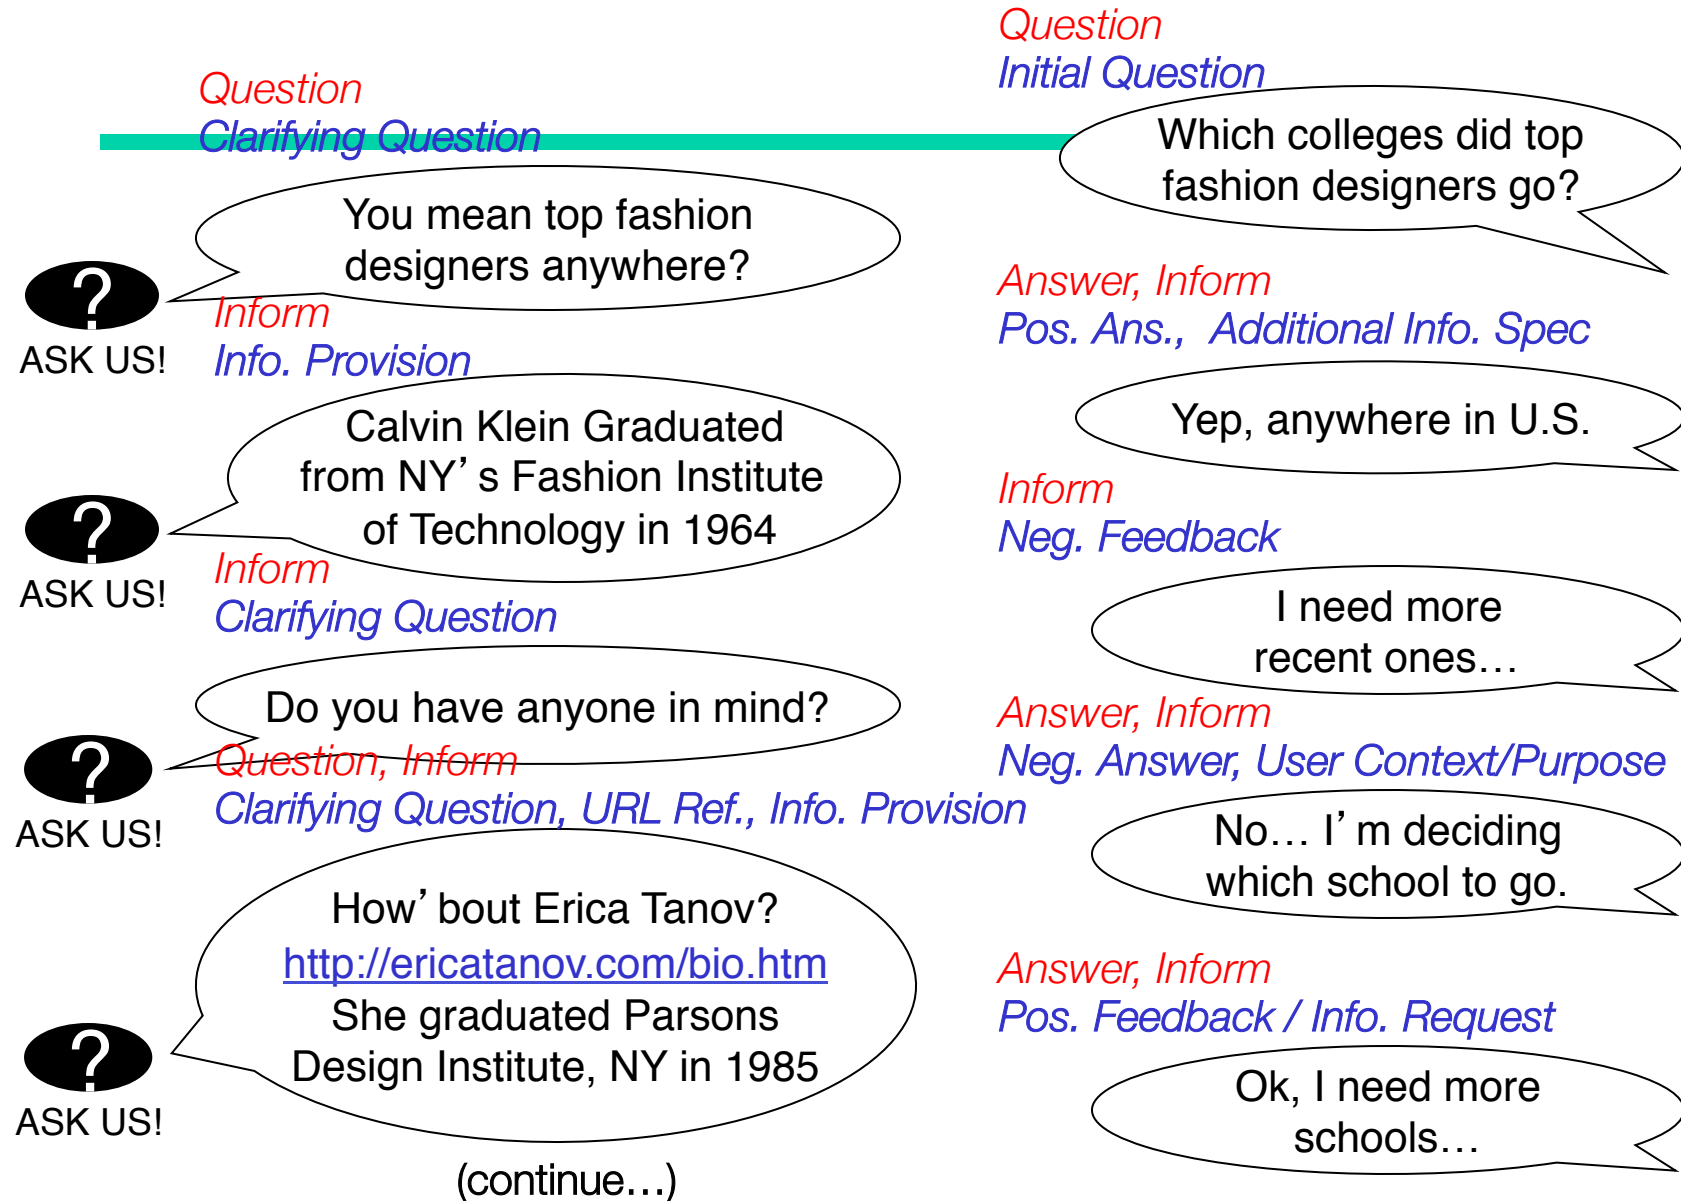 Question
Initial Question
Which colleges did top
fashion designers go?
Question
Clarifying Question
You mean top fashion
designers anywhere?
?
ASK US!
Answer, Inform
Pos. Ans., Additional Info. Spec
Yep, anywhere in U.S.
Inform
Info. Provision
Calvin Klein Graduated
from NY’s Fashion Institute
of Technology in 1964
?
ASK US!
Inform
Neg. Feedback
I need more
recent ones…
Inform
Clarifying Question
Do you have anyone in mind?
?
ASK US!
Answer, Inform
Neg. Answer, User Context/Purpose
No… I’m deciding
which school to go.
Question, Inform
Clarifying Question, URL Ref., Info. Provision
How’bout Erica Tanov?
http://ericatanov.com/bio.htm
She graduated Parsons
Design Institute, NY in 1985
?
ASK US!
Answer, Inform
Pos. Feedback / Info. Request
Ok, I need more
schools…
(continue…)